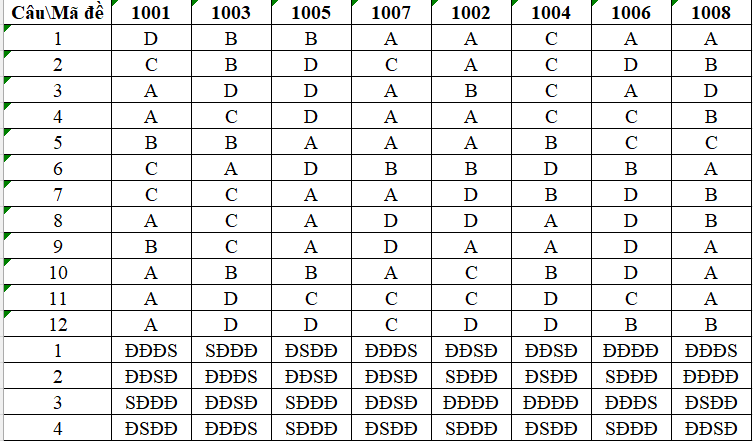 Câu\Mã đề 1001 1003 1005 1007 1002 1004 1006 1008
1 D B B A A C A A
2 C B D C A C D B
3 A D D A B C A D
4 A C D A A C C B
5 B B A A A B C C
6 C A D B B D B A
7 C C A A D B D B
8 A C A D D A D B
9 B C A D A A D A
10 A B B A C B D A
11 A D C C C D C A
12 A D D C D D B B
1 ĐĐĐS SĐĐĐ ĐSĐĐ ĐĐĐS ĐĐSĐ ĐĐSĐ ĐĐĐĐ ĐĐĐS
2 ĐĐSĐ ĐĐĐS ĐĐSĐ ĐĐSĐ SĐĐĐ ĐSĐĐ SĐĐĐ ĐĐĐĐ
3 SĐĐĐ ĐĐSĐ SĐĐĐ ĐĐSĐ ĐĐĐĐ ĐĐĐĐ ĐĐĐS ĐSĐĐ
4 ĐSĐĐ ĐĐĐS SĐĐĐ ĐSĐĐ SĐĐĐ ĐSĐĐ SĐĐĐ ĐĐSĐ